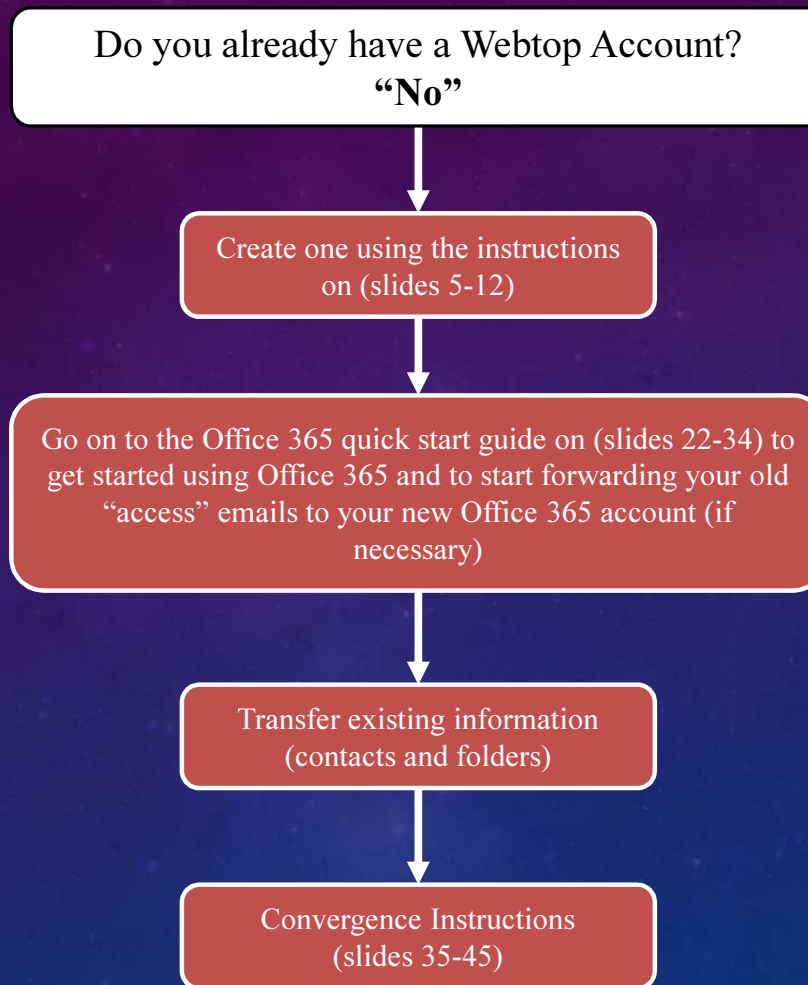 Do you already have a Webtop Account?
“No”
Create one using the instructions
on (slides 5-12)
Go on to the Office 365 quick start guide on (slides 22-34) to
get started using Office 365 and to start forwarding your old
“access” emails to your new Office 365 account (if
necessary)
Transfer existing information
(contacts and folders)
Convergence Instructions
(slides 35-45)